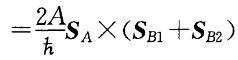 = 2A/ħ S_A × (S_B1 + S_B2)